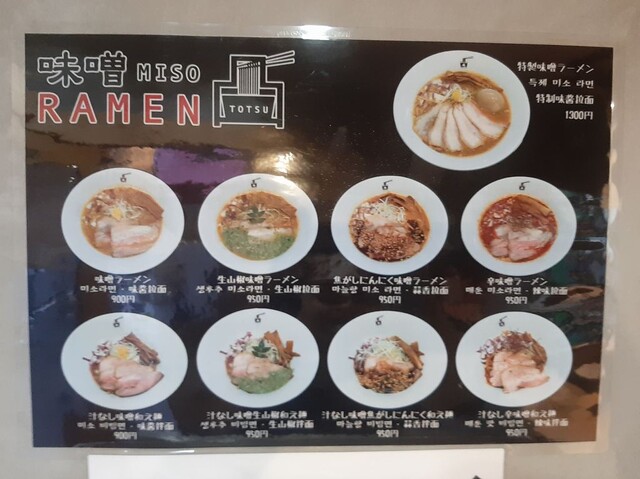 味噌 MISO
RAMEN
TOTSU
特製味噌ラーメン
특제 미소 라면
特制味醤拉面
1300円
味噌ラーメン
미소라면・味醤拉面
900円
生山椒味噌ラーメン
생후추 미소라면・生山椒拉面
950円
焦がしにんにく味噌ラーメン
마늘탄 미소 라면・蒜香拉面
950円
辛味噌ラーメン
매운 미소라면・辣味拉面
950円
汁なし味噌和え麺
미소 비빔면・味醤拌面
900円
汁なし味噌生山椒和え麺
생후추 비빔면・生山椒拌面
950円
汁なし味噌焦がしにんにく和え麺
마늘탄 비빔면・蒜香拌面
950円
汁なし辛味噌和え麺
매운 맛 비빔면・辣味拌面
950円